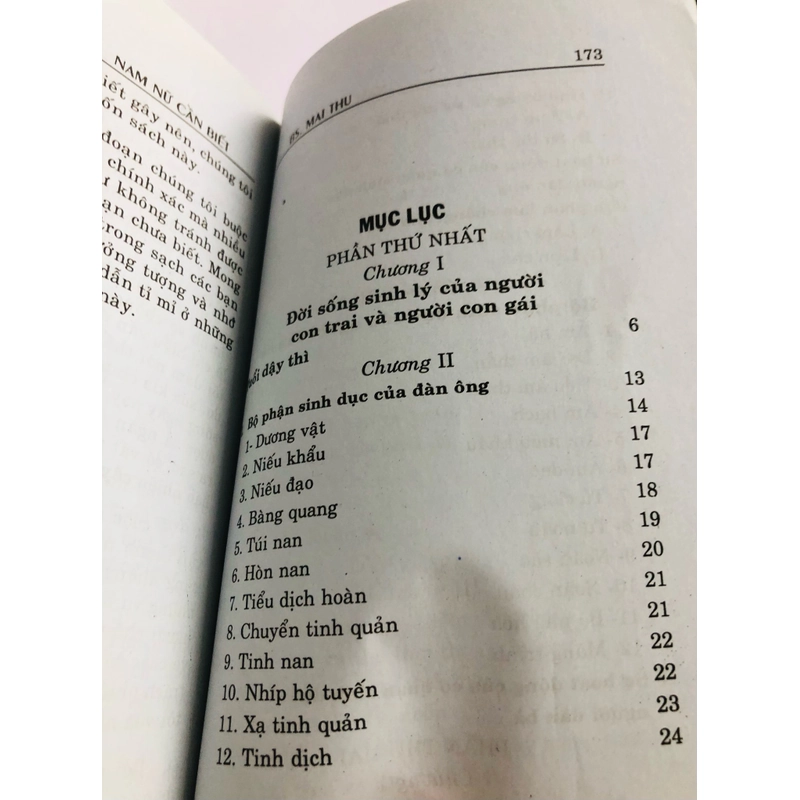 NAM NỮ CẦN BIẾT
iết gây nên, chúng tôi
ốn sách này.
đoạn chúng tôi buộc
chính xác mà nhiều
ư không tránh được
ạn chưa biết. Mong
trong sạch các bạn
ưởng tượng và nhớ
dẫn tỉ mỉ ở những
này.
BS. MAI THU
173
MỤC LỤC
PHẦN THỨ NHẤT
Chương I
Đời sống sinh lý của người
con trai và người con gái
uổi dậy thì 6
Chương II
Bộ phận sinh dục của đàn ông 13
1- Dương vật 14
2. Niếu khẩu 17
3. Niếu đạo 17
4. Bàng quang 18
5. Túi nan 19
6. Hòn nan 20
7. Tiểu dịch hoàn 21
8. Chuyển tinh quản 21
9. Tinh nan 22
10. Nhíp hộ tuyến 22
11. Xạ tinh quản 23
12. Tinh dịch 24